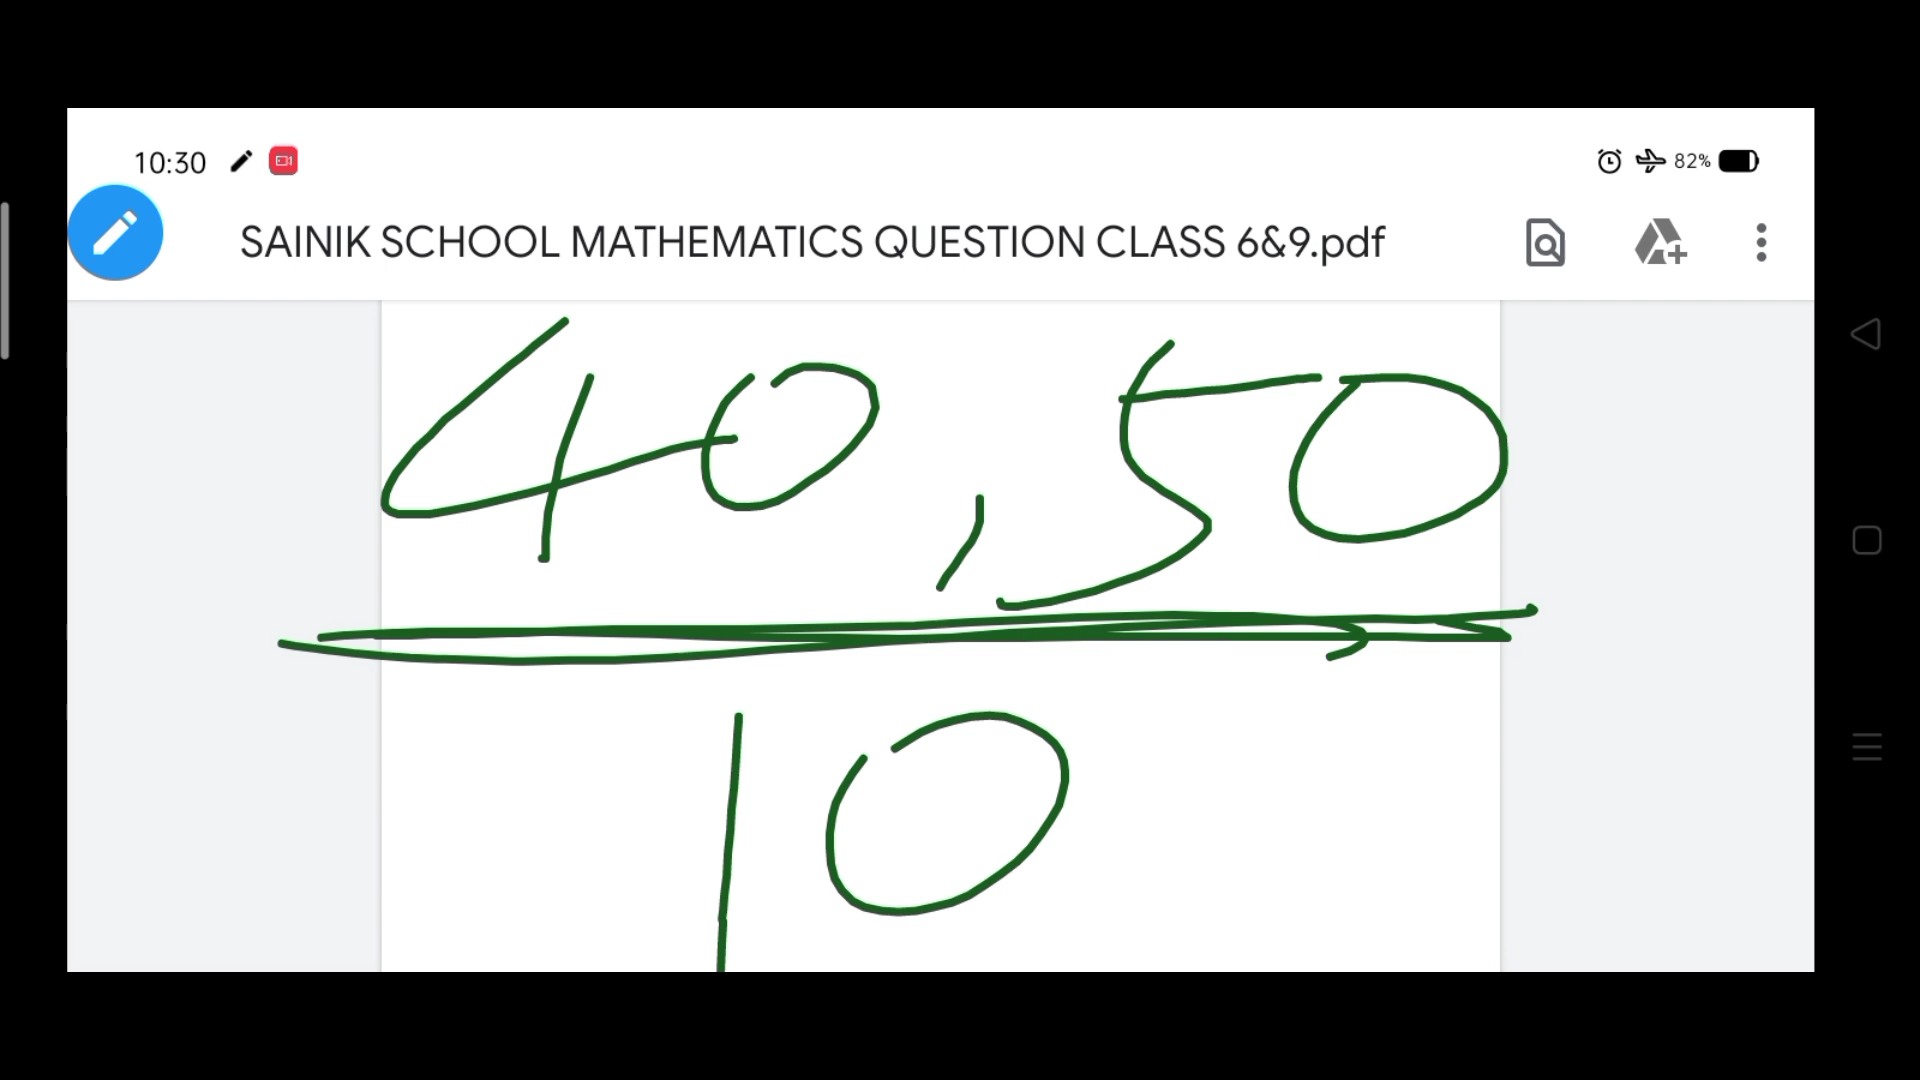 10:30
82%
SAINIK SCHOOL MATHEMATICS QUESTION CLASS 6&9.pdf
40, 50
10